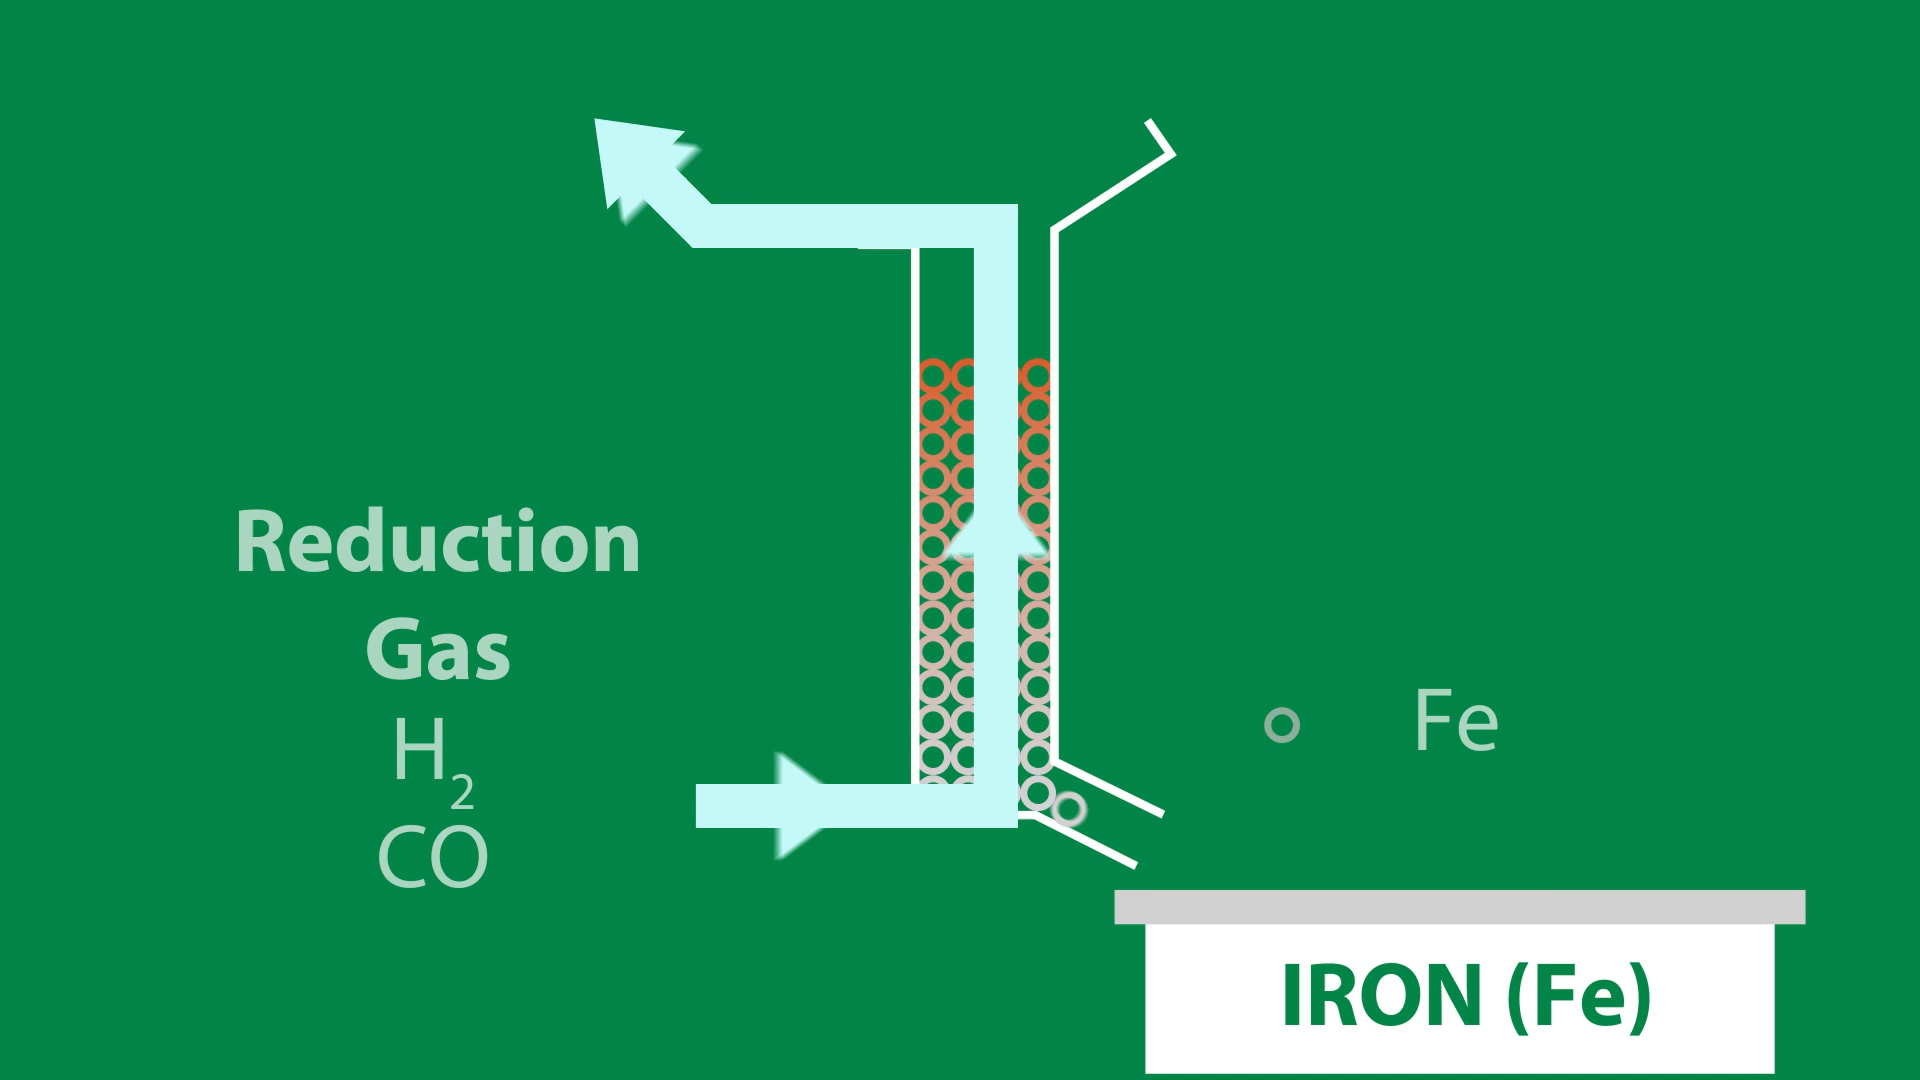 Reduction
Gas
H₂
CO
Fe
IRON (Fe)